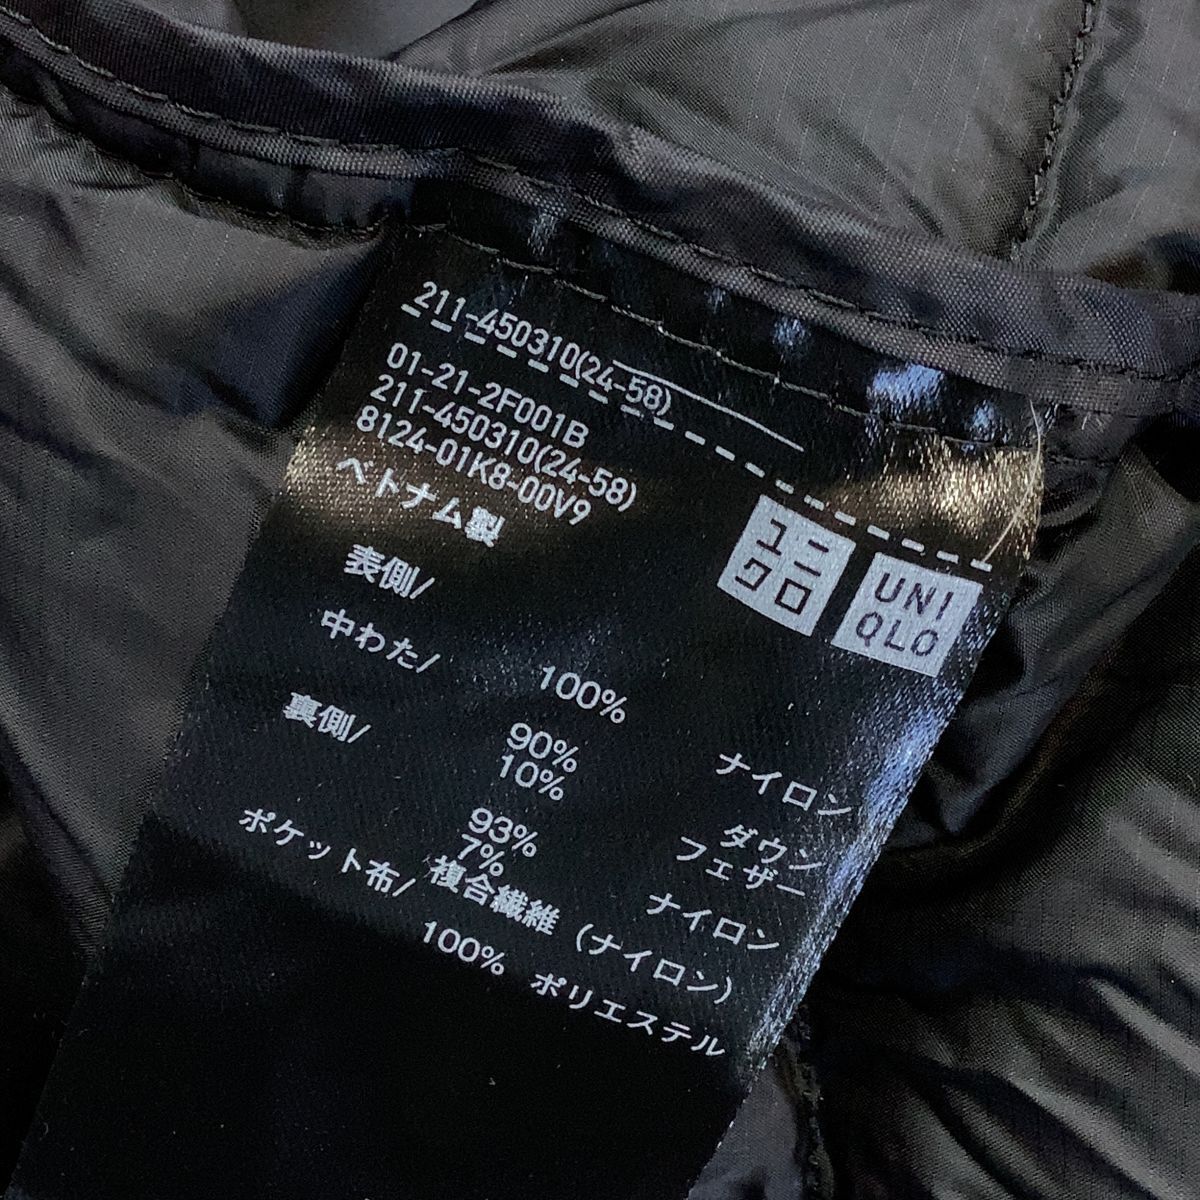 211-450310(24-58)
01-21-2F001B
211-450310(24-58)
8124-01K8-00V9
ベトナム製
ユニ
クロ
UNI
QLO
表側/
100% ナイロン
中わた/
90% ダウン
10% フェザー
裏側/
93% ナイロン
7% 複合繊維 (ナイロン)
ポケット布/
100% ポリエステル